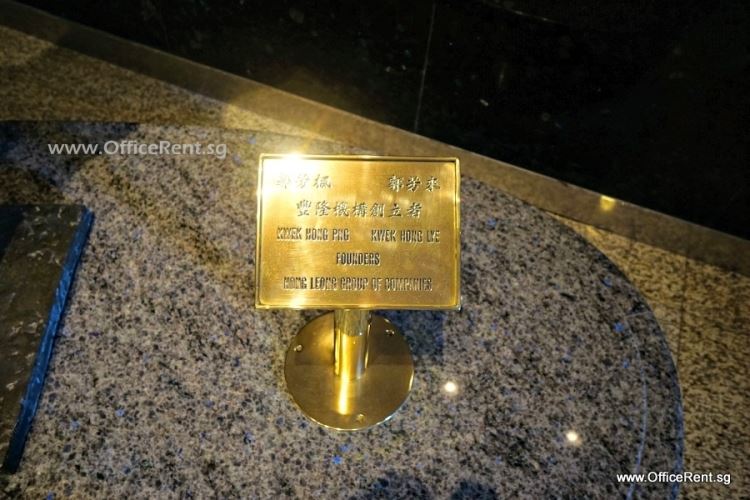 www.OfficeRent.sg
郭芳楓 郭芳來
豐隆機構創立者
KWEK HONG PNG KWEK HONG LYE
FOUNDERS
HONG LEONG GROUP OF COMPANIES
www.OfficeRent.sg